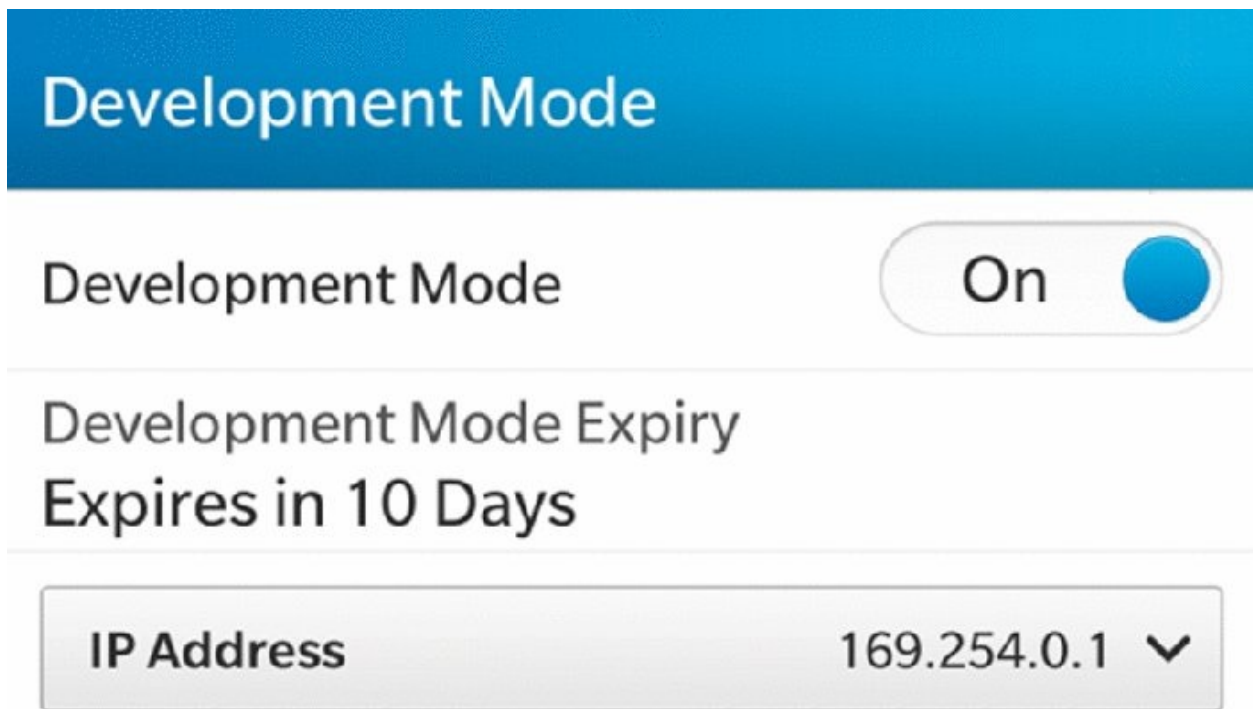 Development Mode
Development Mode On
Development Mode Expiry
Expires in 10 Days
IP Address 169.254.0.1